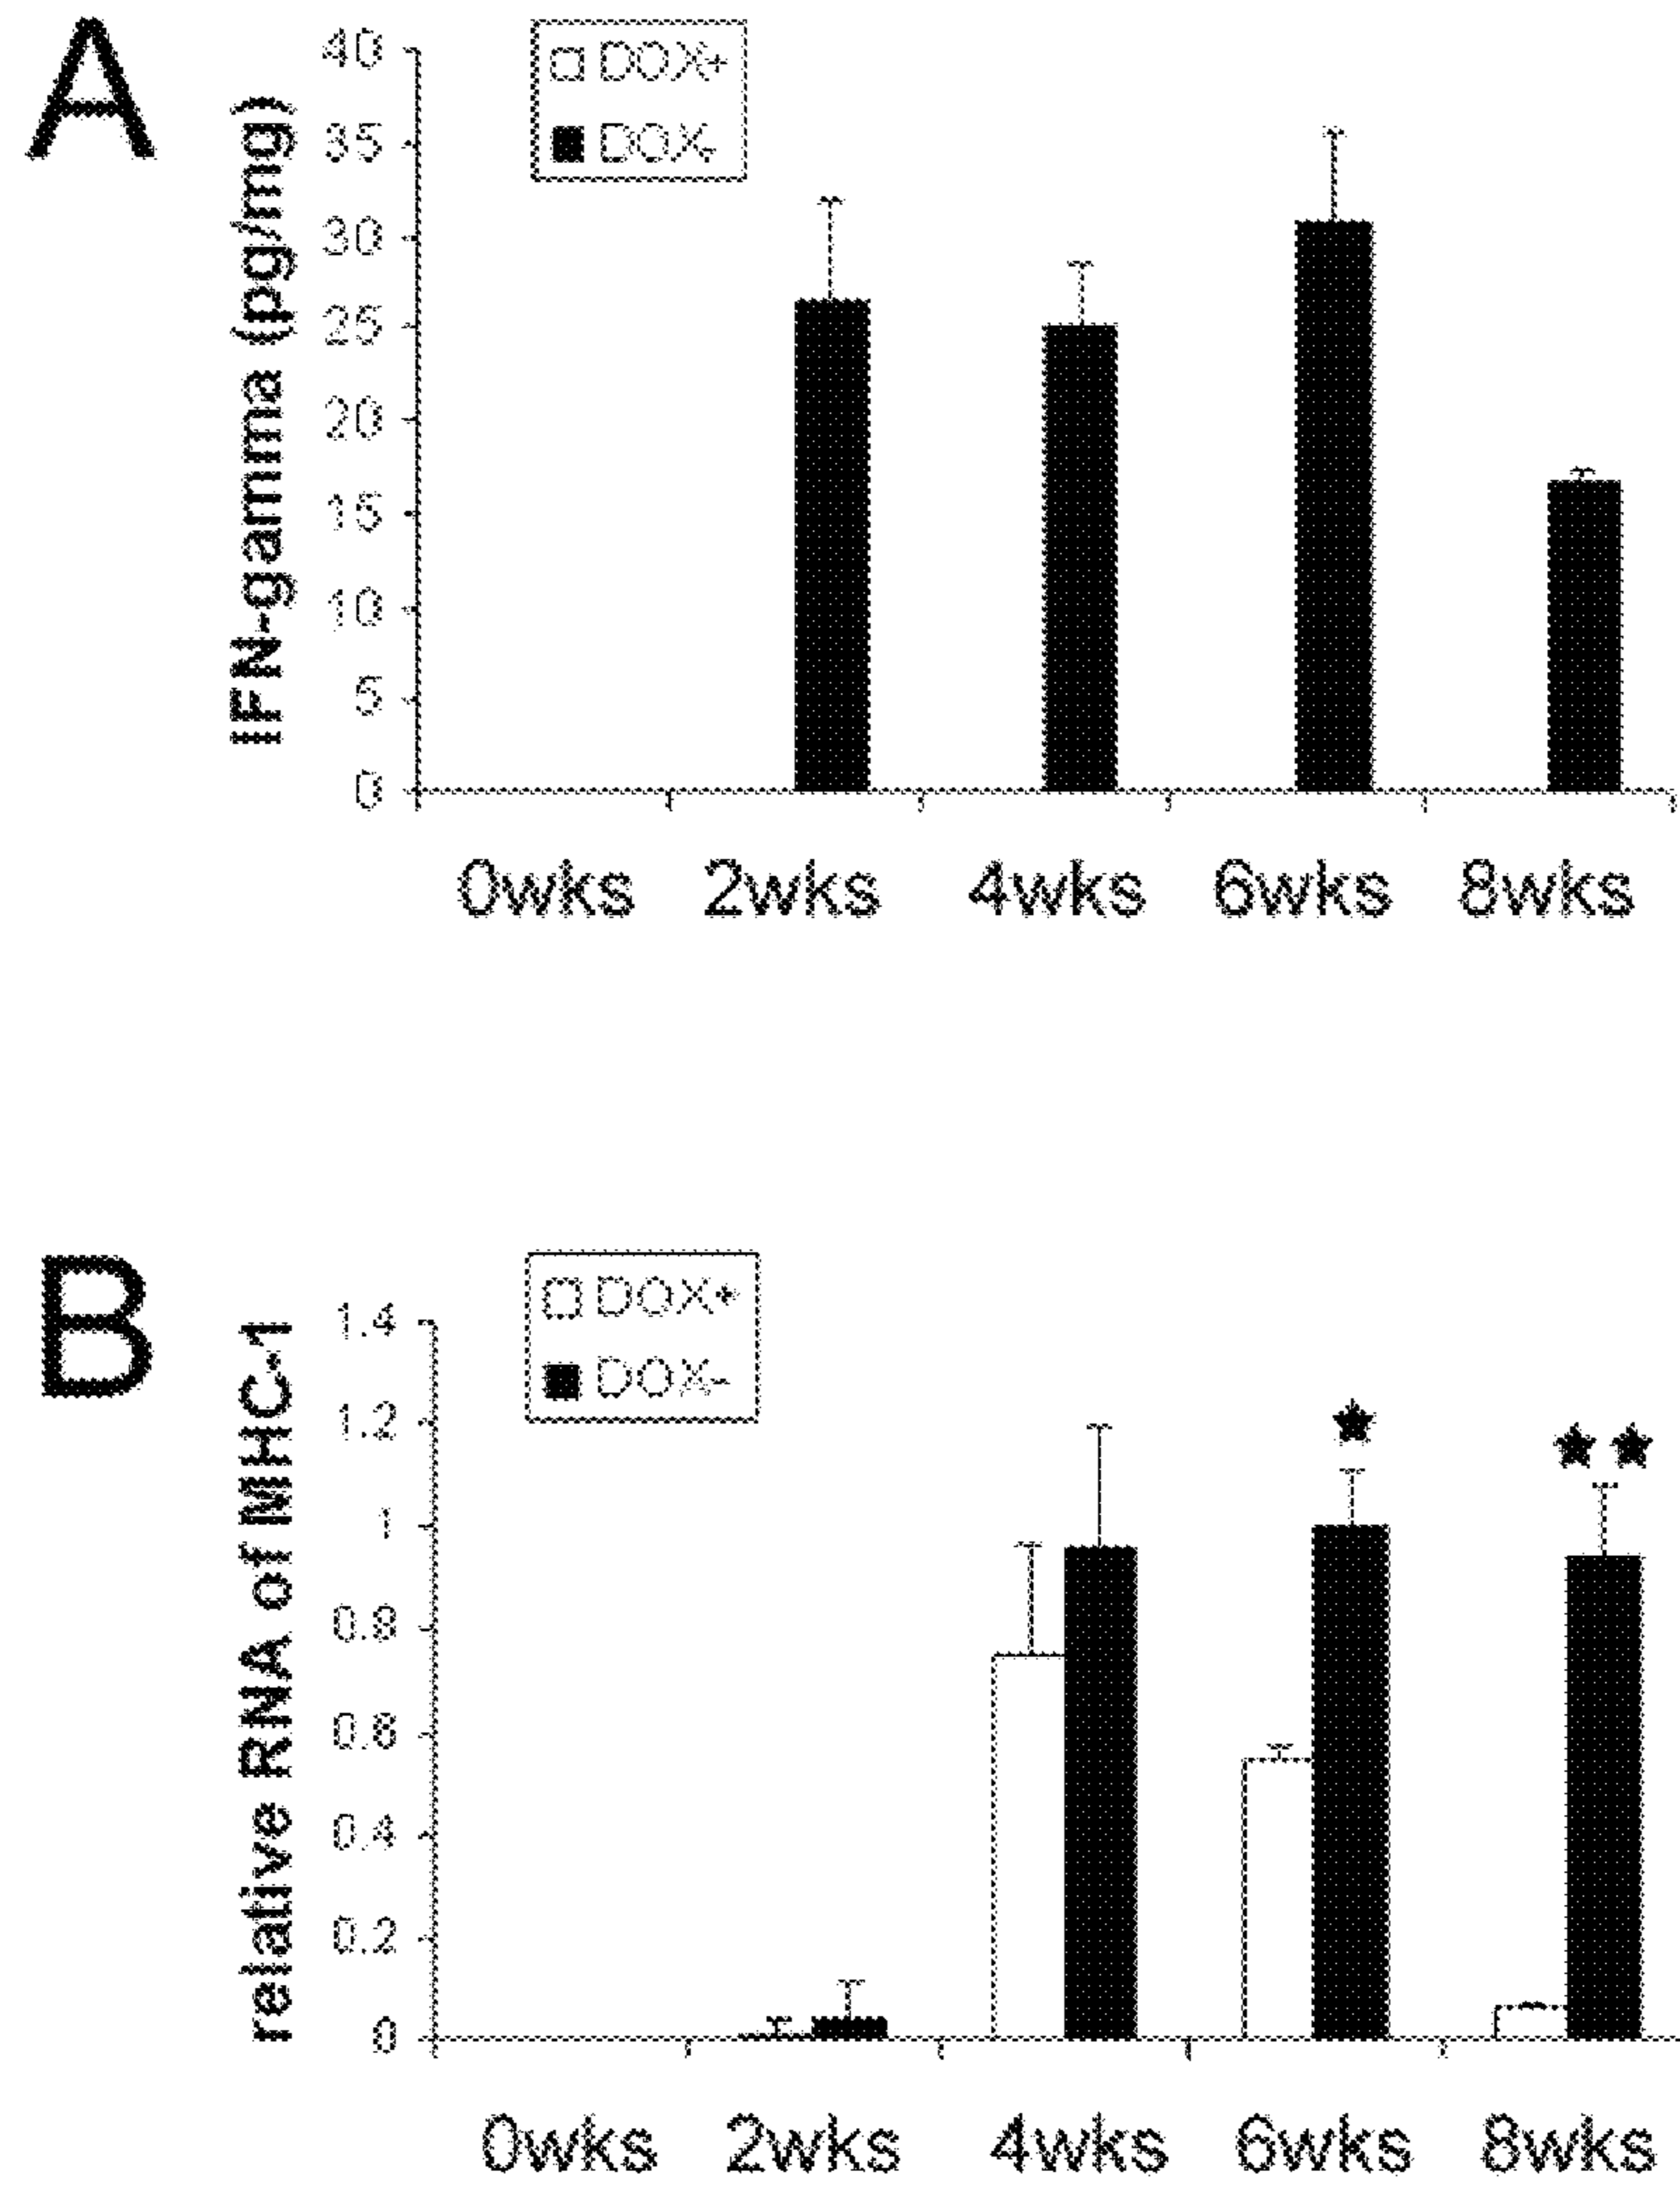 A
IFN-gamma (pg/mg)
40
35
30
25
20
15
10
5
0
DOX+
DOX-
0wks 2wks 4wks 6wks 8wks
B
relative RNA of MHC-1
1.4
1.2
1
0.8
0.6
0.4
0.2
0
DOX+
DOX-
★
★★
0wks 2wks 4wks 6wks 8wks